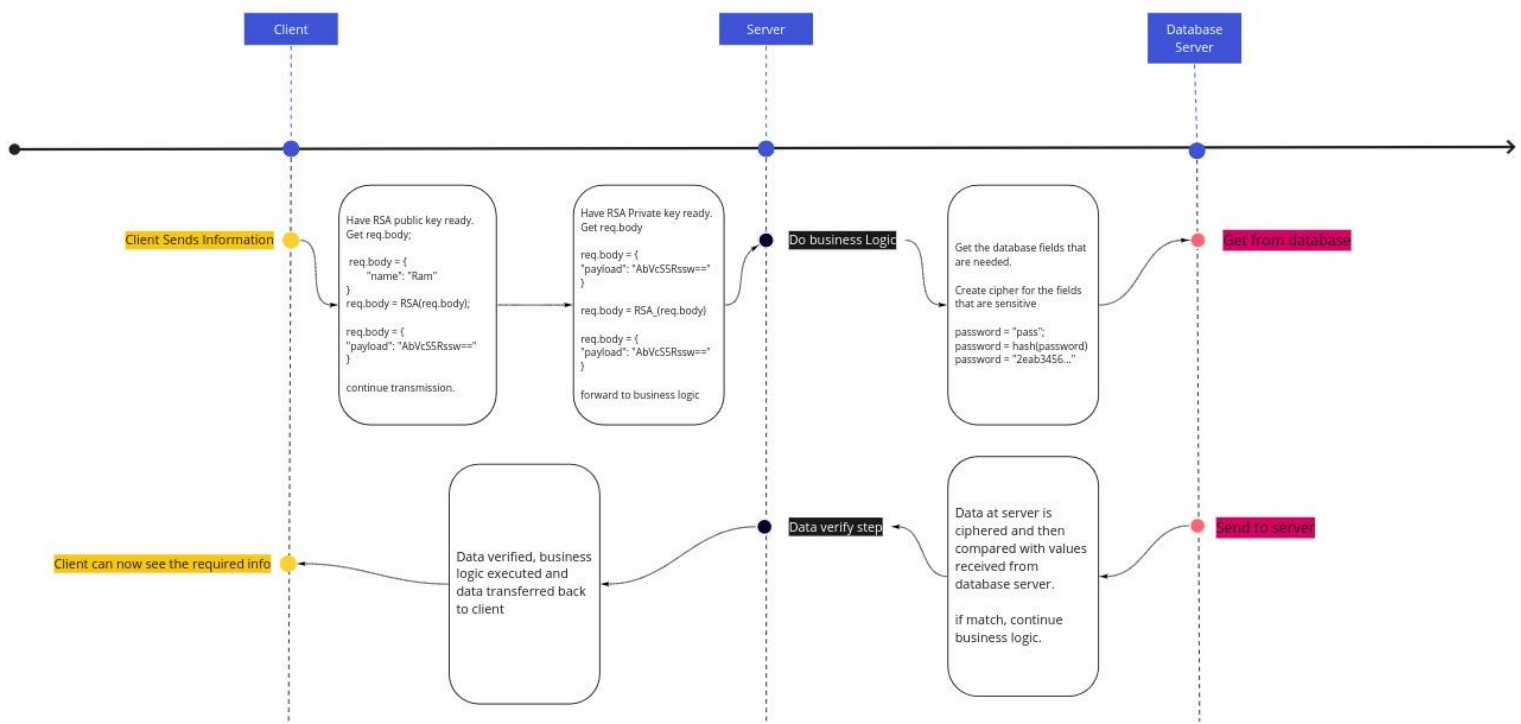 Client
Server
Database
Server
Client Sends Information
Have RSA public key ready.
Get req.body;
req.body = {
"name": "Ram"
}
req.body = RSA(req.body);
req.body = {
"payload": "AbVcS5Rssw=="
}
continue transmission.
Have RSA Private key ready.
Get req.body
req.body = {
"payload": "AbVcS5Rssw=="
}
req.body = RSA_(req.body)
req.body = {
"payload": "AbVcS5Rssw=="
}
forward to business logic
Do business Logic
Get the database fields that
are needed.
Create cipher for the fields
that are sensitive
password = "pass";
password = hash(password)
password = "2eab3456..."
Get from database
Client can now see the required info
Data verified, business
logic executed and
data transferred back
to client
Data verify step
Data at server is
ciphered and then
compared with values
received from
database server.
if match, continue
business logic.
Send to server